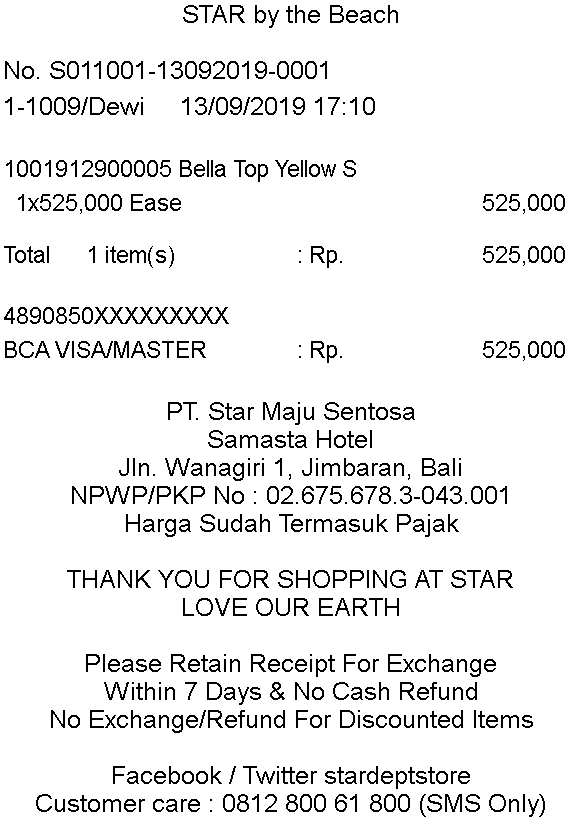 STAR by the Beach
No. S011001-13092019-0001
1-1009/Dewi 13/09/2019 17:10
1001912900005 Bella Top Yellow S
1x525,000 Ease 525,000
Total 1 item(s) : Rp. 525,000
4890850XXXXXXXXX
BCA VISA/MASTER : Rp. 525,000
PT. Star Maju Sentosa
Samasta Hotel
Jln. Wanagiri 1, Jimbaran, Bali
NPWP/PKP No : 02.675.678.3-043.001
Harga Sudah Termasuk Pajak
THANK YOU FOR SHOPPING AT STAR
LOVE OUR EARTH
Please Retain Receipt For Exchange
Within 7 Days & No Cash Refund
No Exchange/Refund For Discounted Items
Facebook / Twitter stardeptstore
Customer care : 0812 800 61 800 (SMS Only)